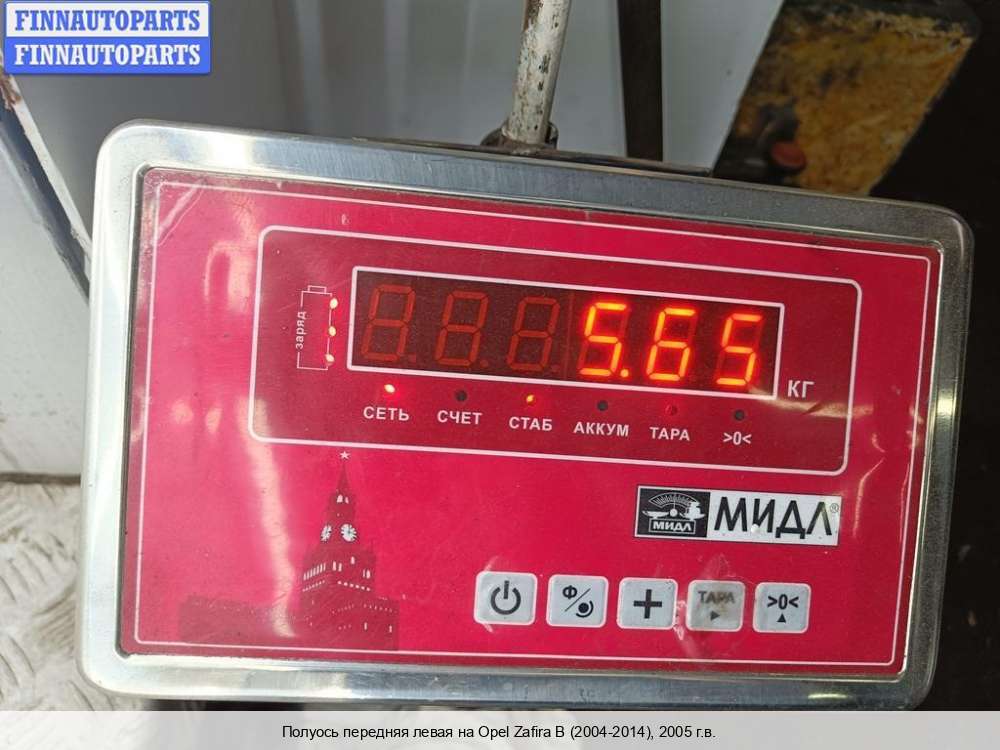 FINNAUTOPARTS
FINNAUTOPARTS
заряд
5.65
КГ
СЕТЬ СЧЕТ СТАБ АККУМ ТАРА >0<
МИДЛ МИДЛ®
Ф ТАРА >0<
Полуось передняя левая на Opel Zafira B (2004-2014), 2005 г.в.